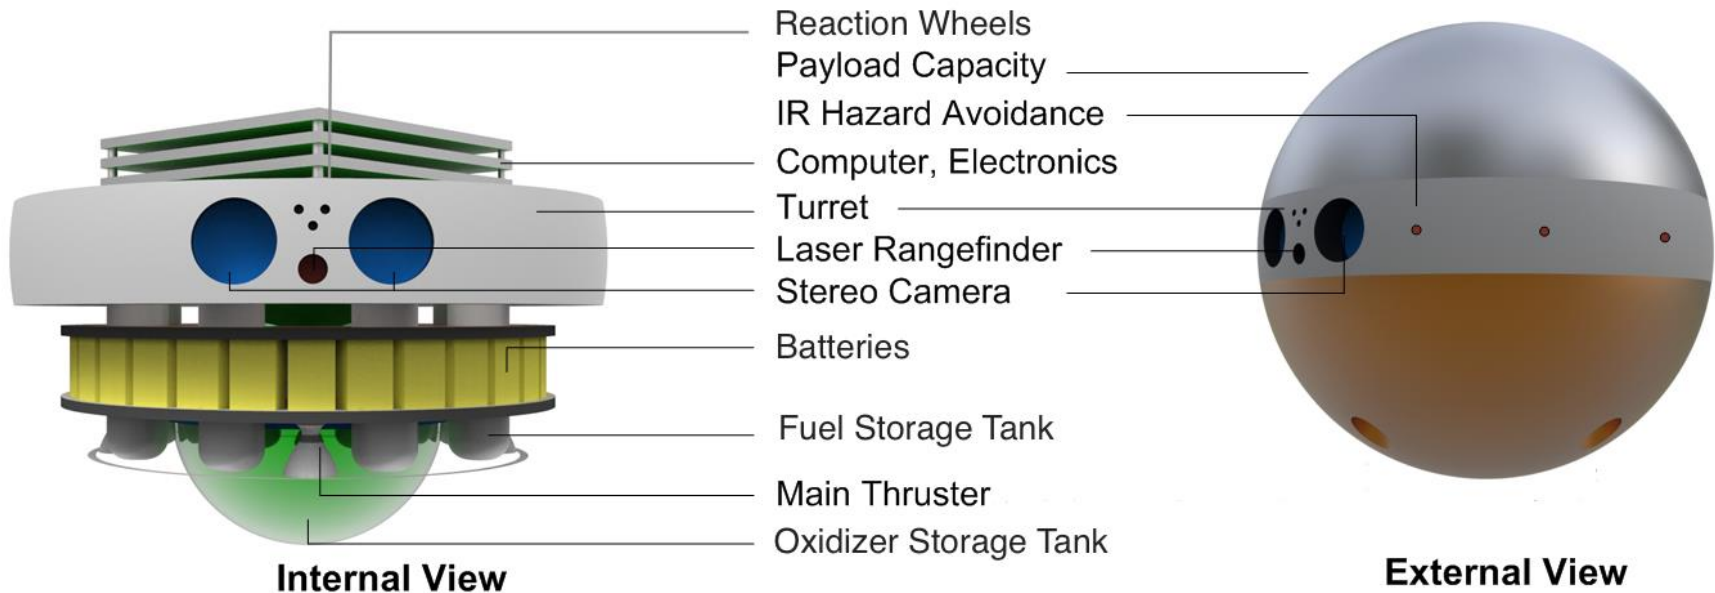 Reaction Wheels
Payload Capacity
IR Hazard Avoidance
Computer, Electronics
Turret
Laser Rangefinder
Stereo Camera
Batteries
Fuel Storage Tank
Main Thruster
Oxidizer Storage Tank
Internal View
External View